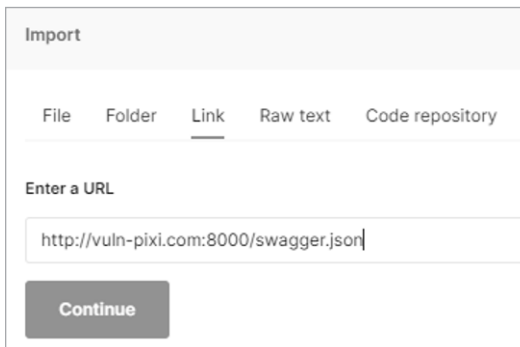 Import
File Folder Link Raw text Code repository
Enter a URL
http://vuln-pixi.com:8000/swagger.json
Continue